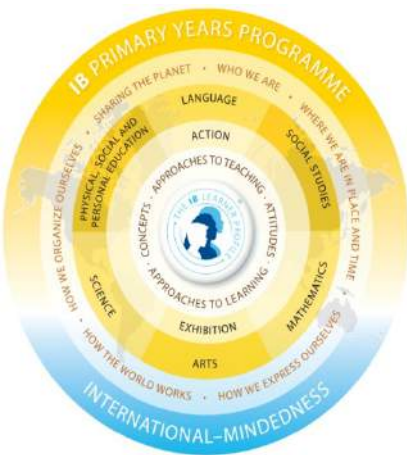 IB PRIMARY YEARS PROGRAMME
SHARING THE PLANET • WHO WE ARE • WHERE WE ARE IN PLACE AND TIME • HOW WE EXPRESS OURSELVES • HOW THE WORLD WORKS • HOW WE ORGANIZE OURSELVES •
LANGUAGE
SOCIAL STUDIES
MATHEMATICS
ARTS
SCIENCE
PHYSICAL, SOCIAL AND
PERSONAL EDUCATION
ACTION
EXHIBITION
APPROACHES TO TEACHING · ATTITUDES · APPROACHES TO LEARNING · CONCEPTS ·
THE IB LEARNER PROFILE
INTERNATIONAL–MINDEDNESS